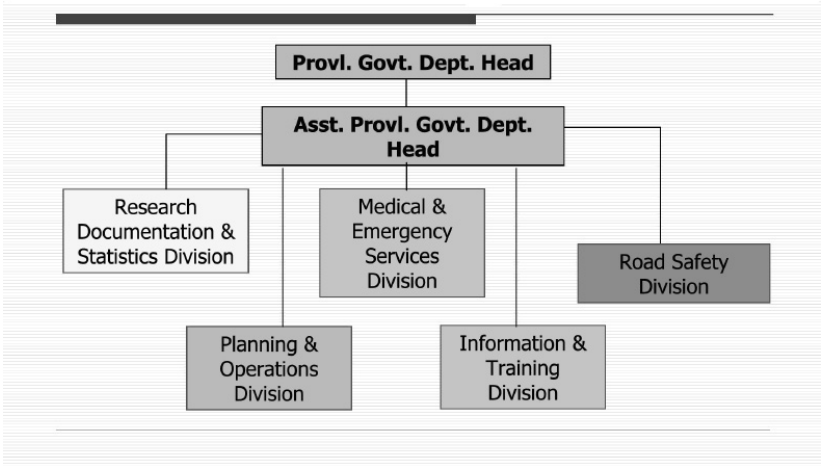 Provl. Govt. Dept. Head
Asst. Provl. Govt. Dept.
Head
Research
Documentation &
Statistics Division
Medical &
Emergency
Services
Division
Road Safety
Division
Planning &
Operations
Division
Information &
Training
Division